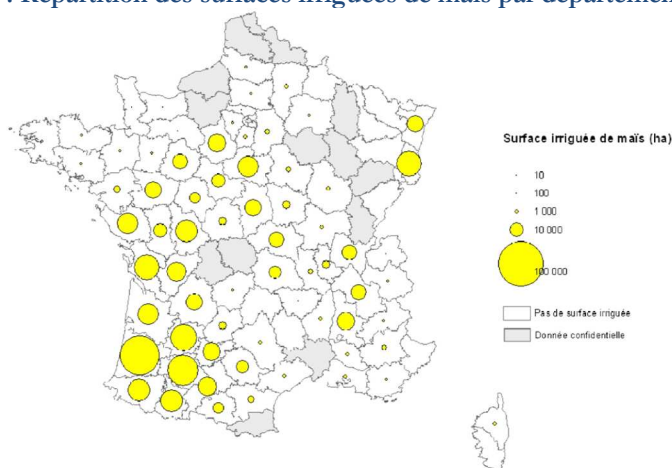 : Répartition des surfaces irriguées de maïs par département
Surface irriguée de maïs (ha)
10
100
1 000
10 000
100 000
Pas de surface irriguée
Donnée confidentielle